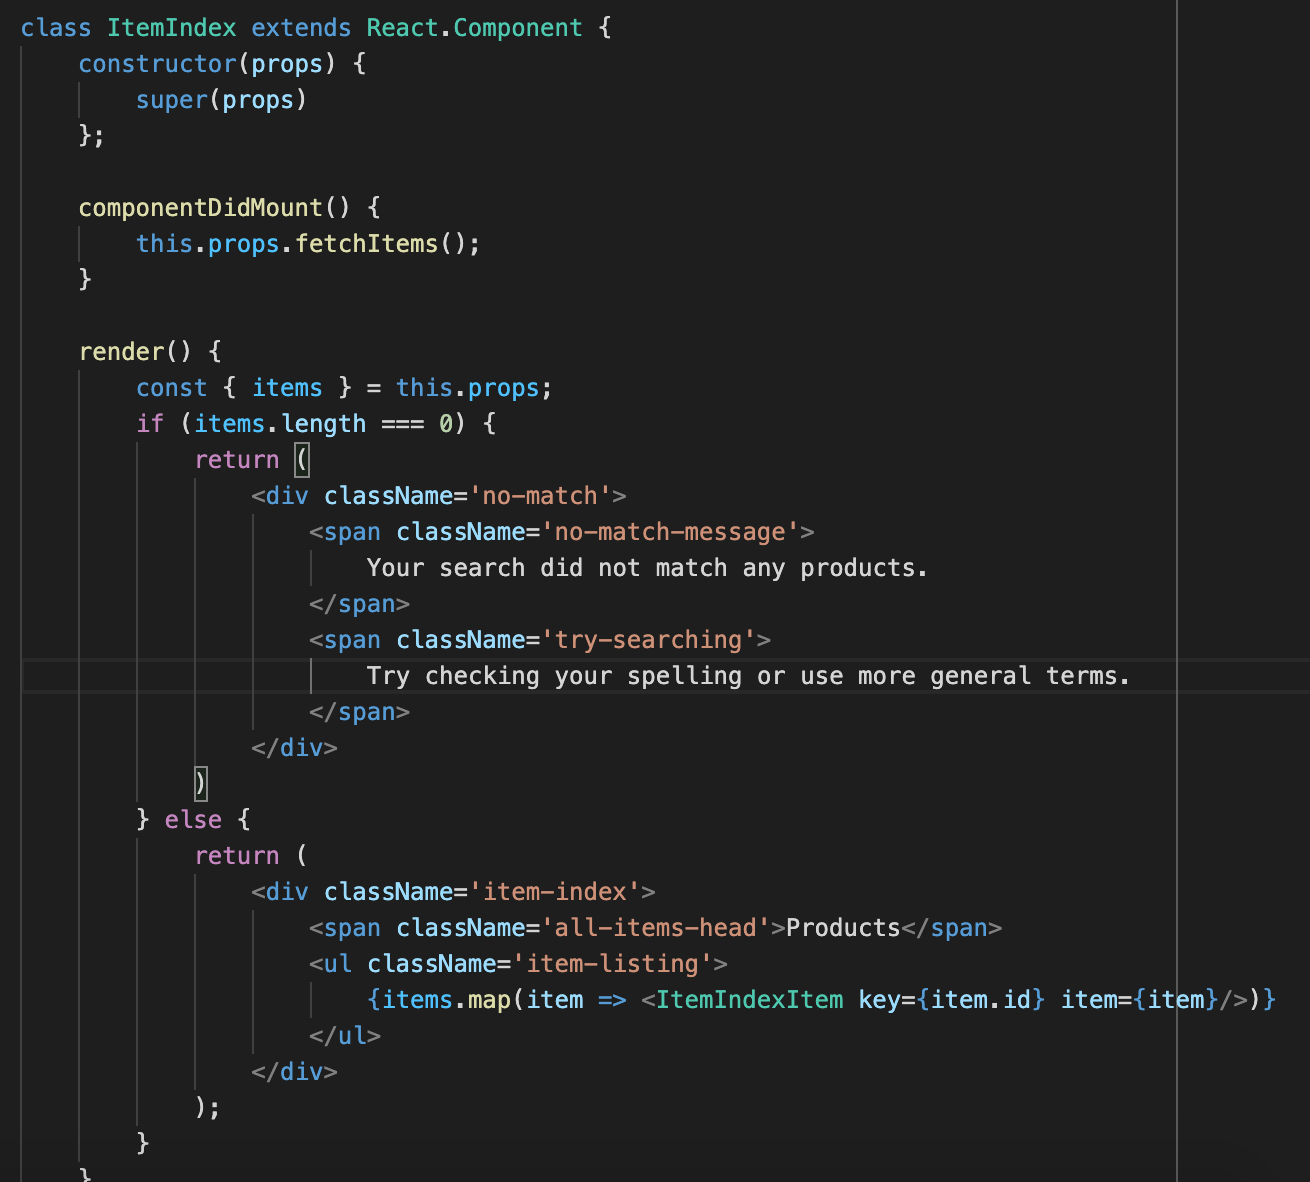 class ItemIndex extends React.Component {
    constructor(props) {
        super(props)
    };

    componentDidMount() {
        this.props.fetchItems();
    }

    render() {
        const { items } = this.props;
        if (items.length === 0) {
            return (
                <div className='no-match'>
                    <span className='no-match-message'>
                        Your search did not match any products.
                    </span>
                    <span className='try-searching'>
                        Try checking your spelling or use more general terms.
                    </span>
                </div>
            )
        } else {
            return (
                <div className='item-index'>
                    <span className='all-items-head'>Products</span>
                    <ul className='item-listing'>
                        {items.map(item => <ItemIndexItem key={item.id} item={item}/>)}
                    </ul>
                </div>
            );
        }
    }